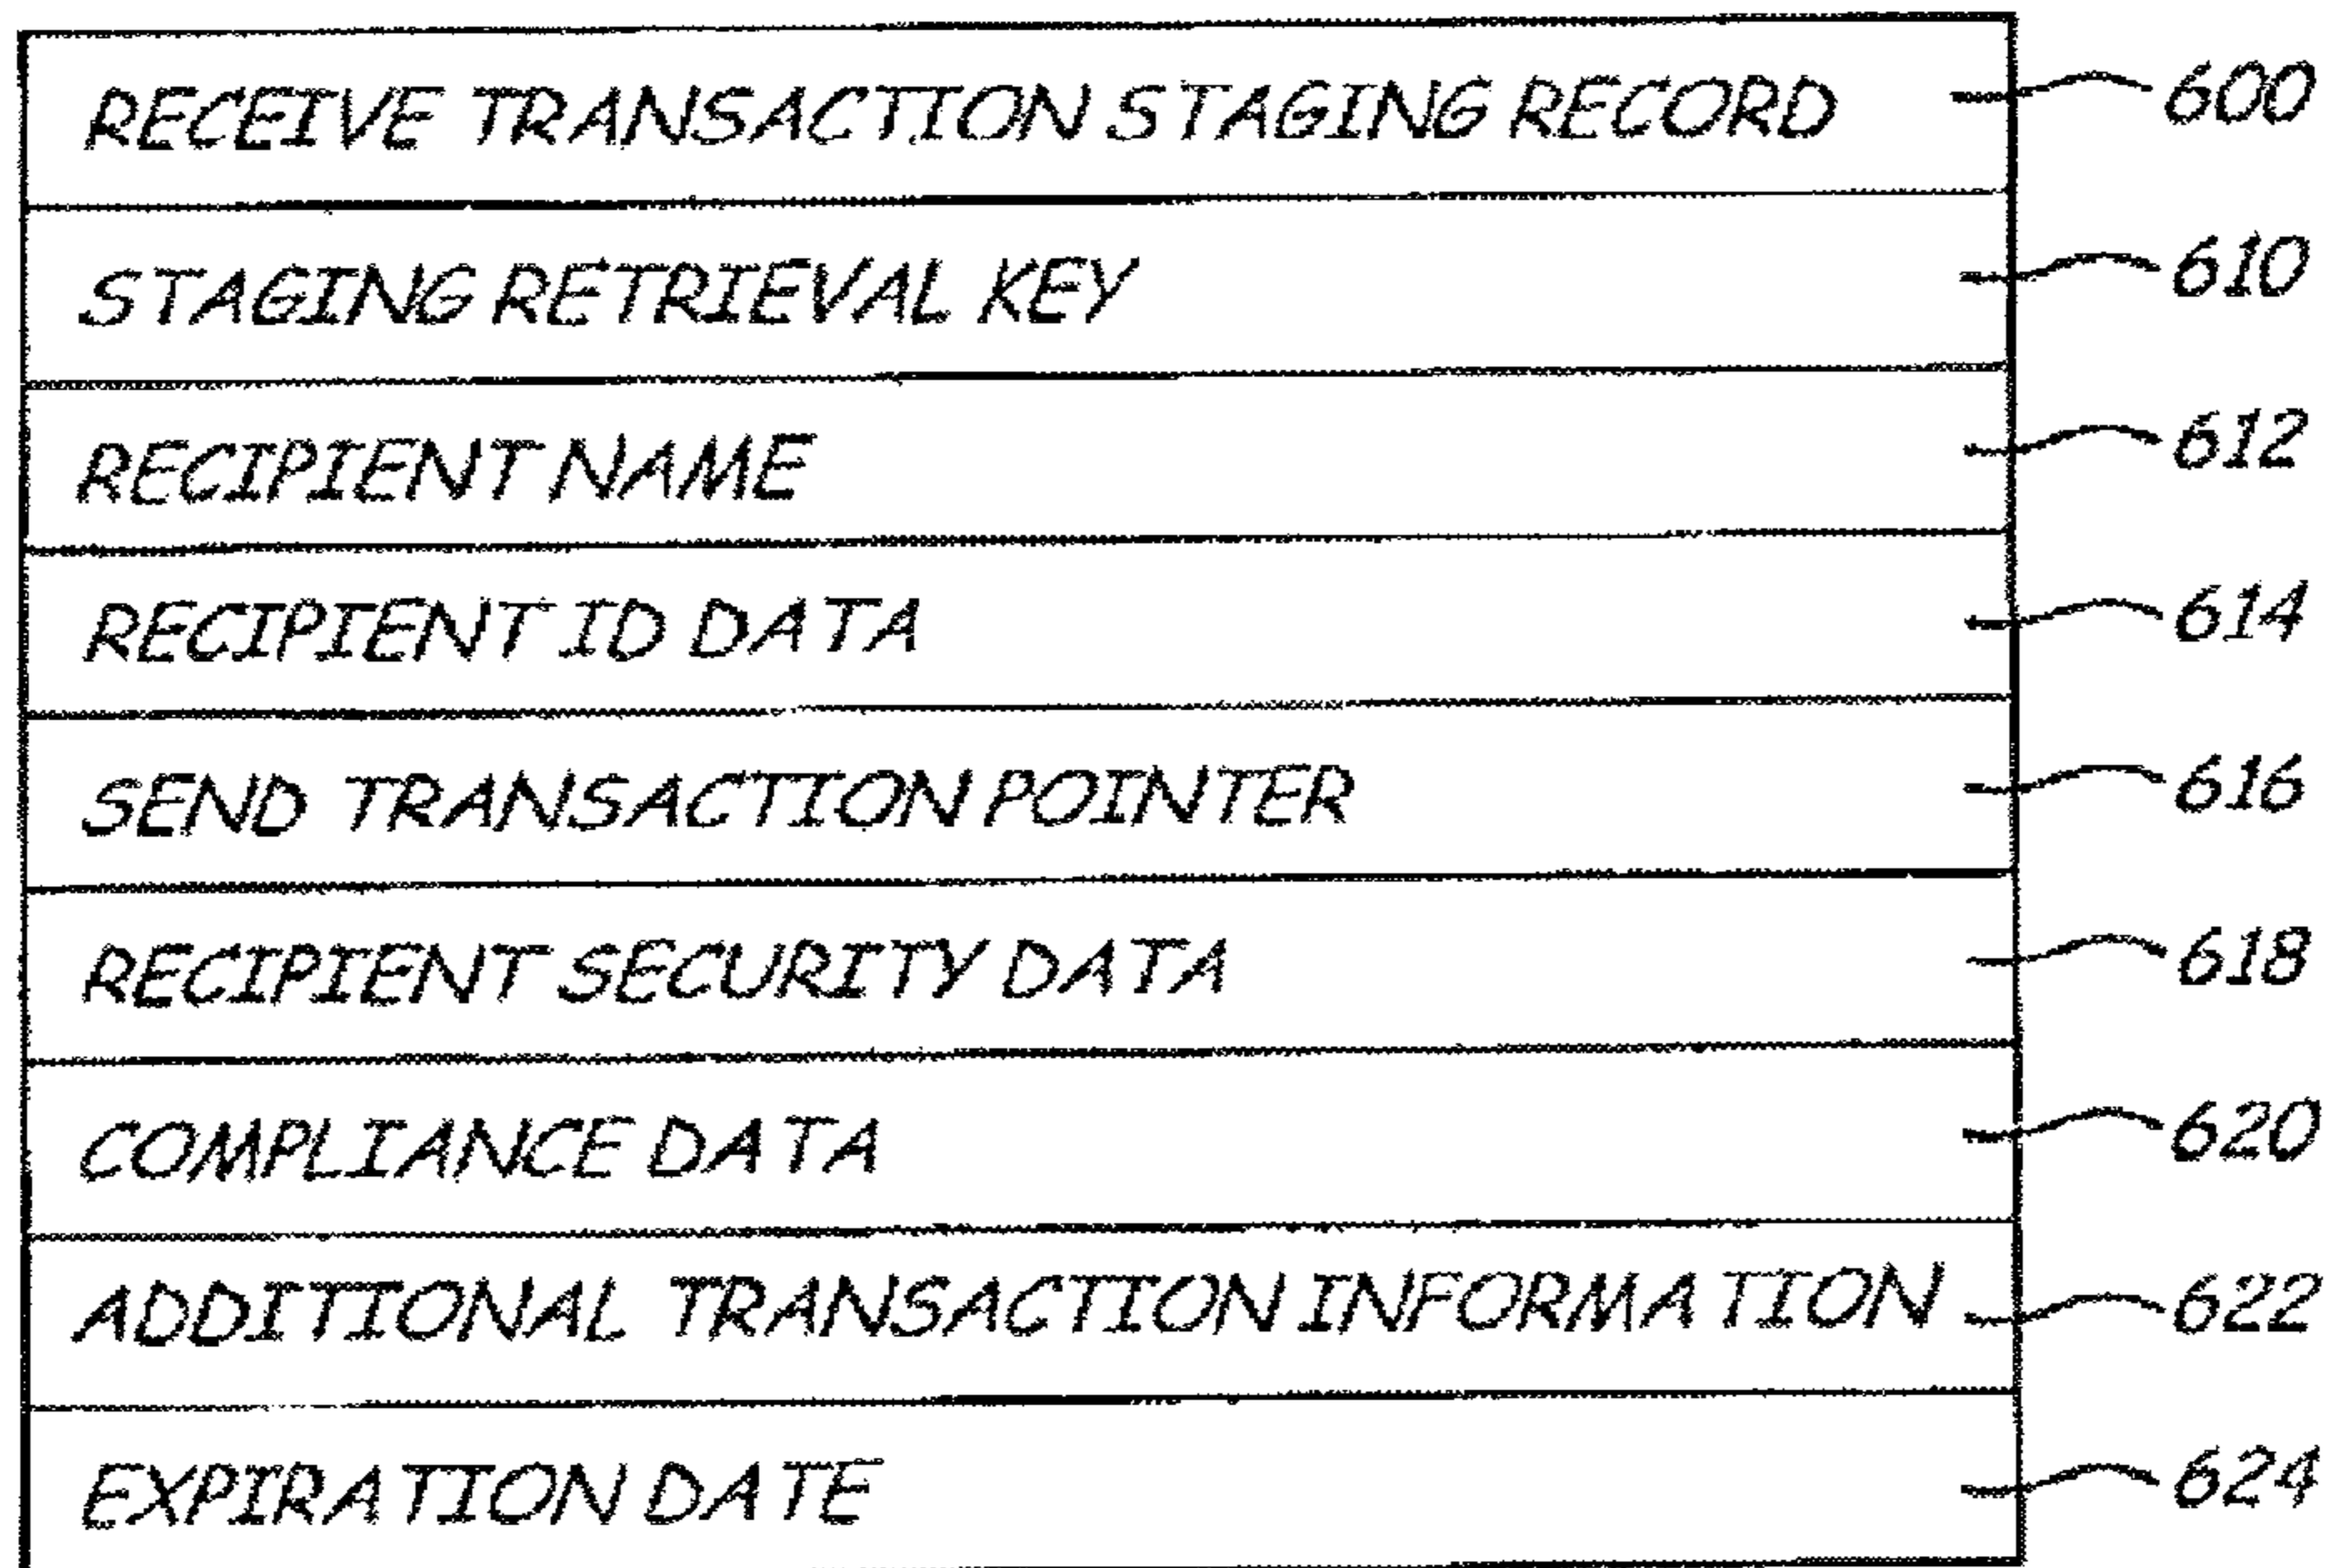 RECEIVE TRANSACTION STAGING RECORD 600
STAGING RETRIEVAL KEY 610
RECIPIENT NAME 612
RECIPIENT ID DATA 614
SEND TRANSACTION POINTER 616
RECIPIENT SECURITY DATA 618
COMPLIANCE DATA 620
ADDITIONAL TRANSACTION INFORMATION 622
EXPIRATION DATE 624